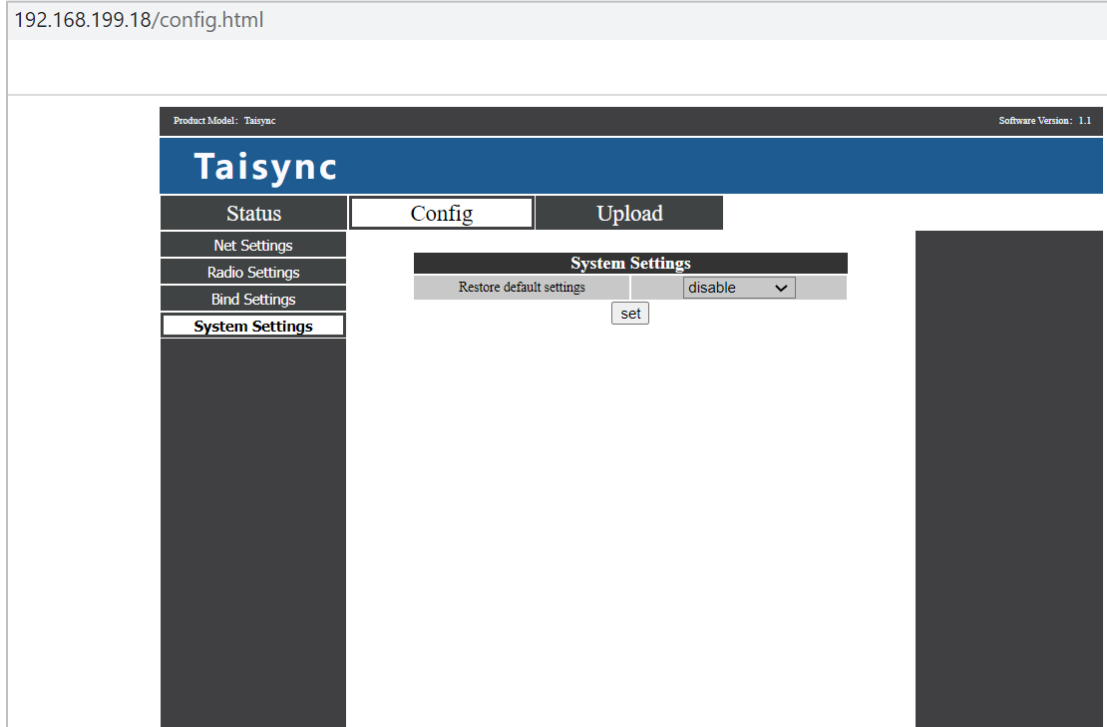 192.168.199.18/config.html
Product Model: Taisync
Software Version: 1.1
Taisync
Status
Config
Upload
Net Settings
Radio Settings
Bind Settings
System Settings
System Settings
Restore default settings
disable
set